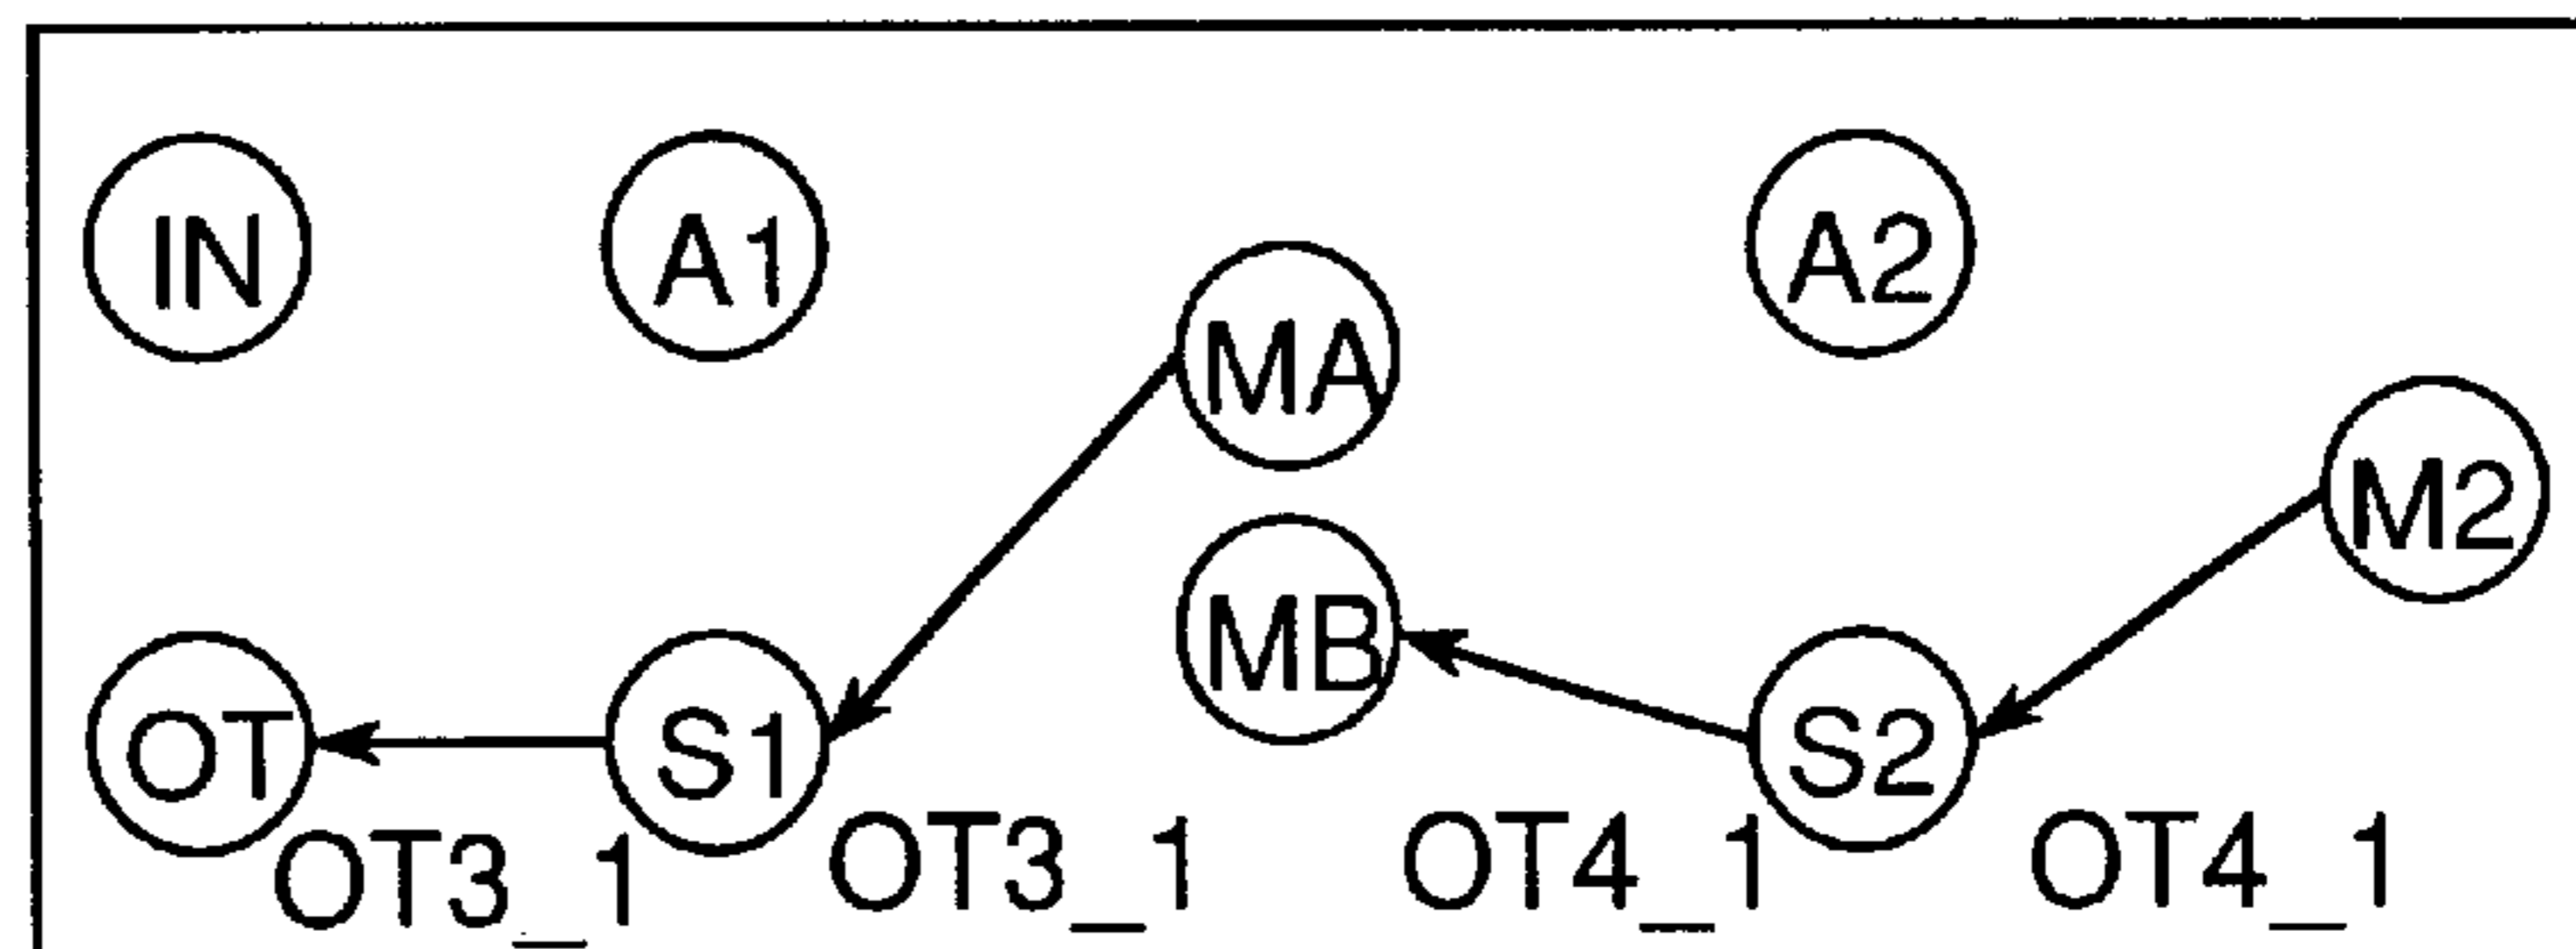 IN A1 A2
MA
M2
MB
OT S1 S2
OT3_1 OT3_1 OT4_1 OT4_1